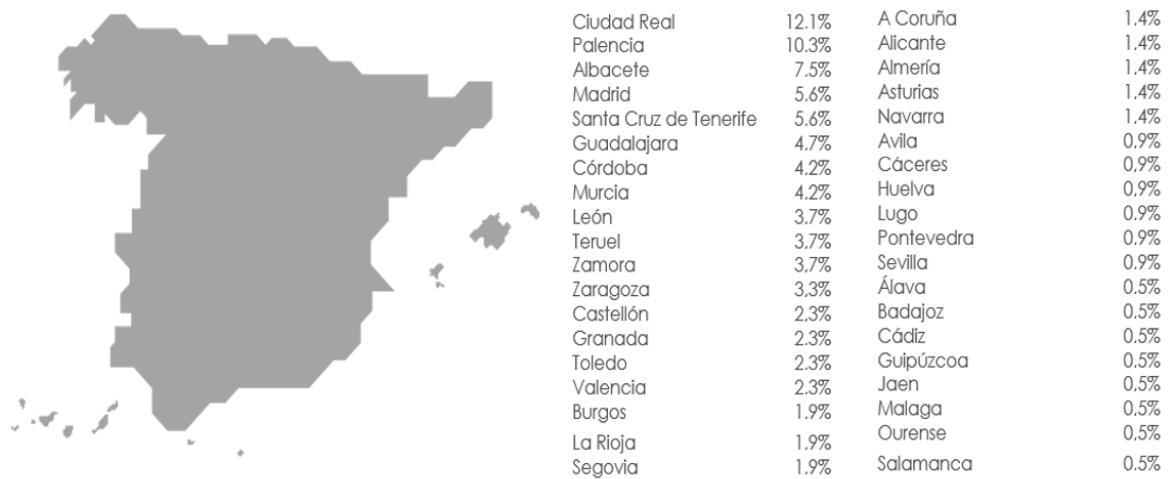 Ciudad Real 12.1%
Palencia 10.3%
Albacete 7.5%
Madrid 5.6%
Santa Cruz de Tenerife 5.6%
Guadalajara 4.7%
Córdoba 4.2%
Murcia 4.2%
León 3.7%
Teruel 3.7%
Zamora 3,7%
Zaragoza 3,3%
Castellón 2,3%
Granada 2.3%
Toledo 2.3%
Valencia 2.3%
Burgos 1.9%
La Rioja 1.9%
Segovia 1.9%
A Coruña 1,4%
Alicante 1.4%
Almería 1.4%
Asturias 1.4%
Navarra 1.4%
Avila 0,9%
Cáceres 0.9%
Huelva 0.9%
Lugo 0.9%
Pontevedra 0.9%
Sevilla 0.9%
Álava 0.5%
Badajoz 0.5%
Cádiz 0.5%
Guipúzcoa 0.5%
Jaen 0.5%
Malaga 0.5%
Ourense 0,5%
Salamanca 0.5%